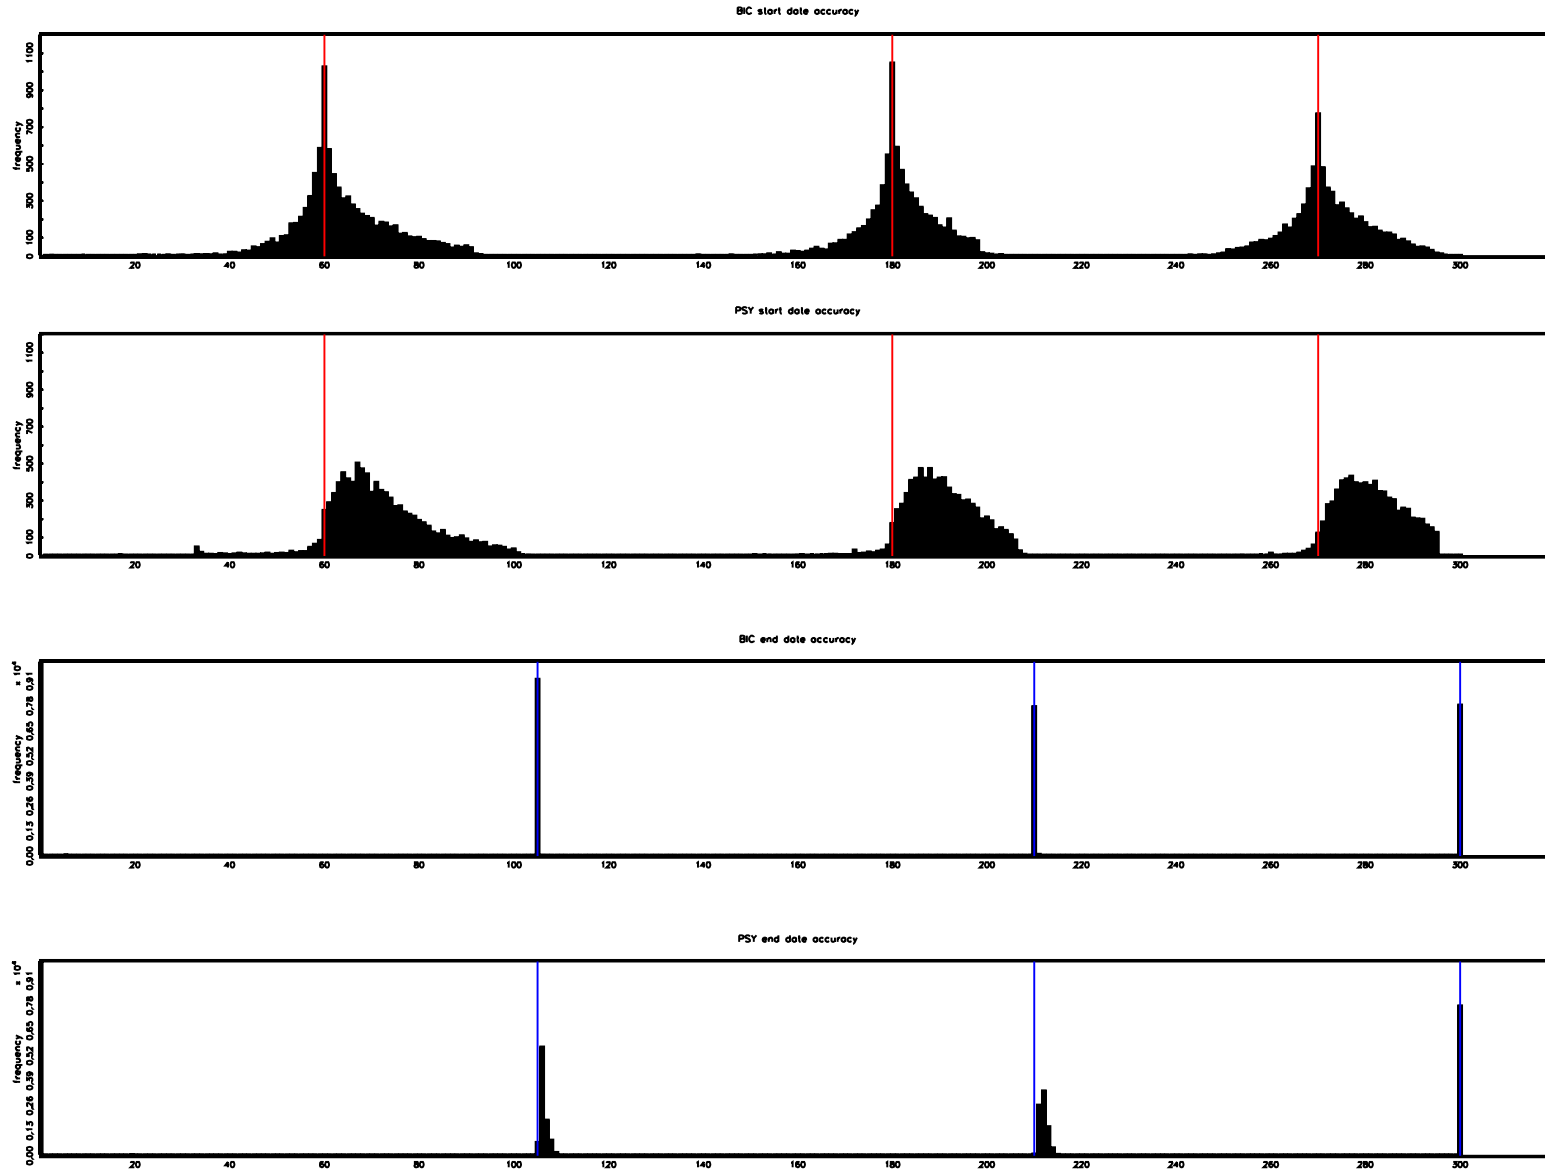 BIC start date accuracy
frequency
100 300 500 700 900 1100
0
20 40 60 80 100 120 140 160 180 200 220 240 260 280 300
PSY start date accuracy
frequency
0 100 300 500 700 900 1100
20 40 60 80 100 120 140 160 180 200 220 240 260 280 300
BIC end date accuracy
x 10⁴
frequency
0,00 0,13 0,26 0,39 0,52 0,65 0,78 0,91
20 40 60 80 100 120 140 160 180 200 220 240 260 280 300
PSY end date accuracy
x 10⁴
frequency
0,00 0,13 0,26 0,39 0,52 0,65 0,78 0,91
20 40 60 80 100 120 140 160 180 200 220 240 260 280 300